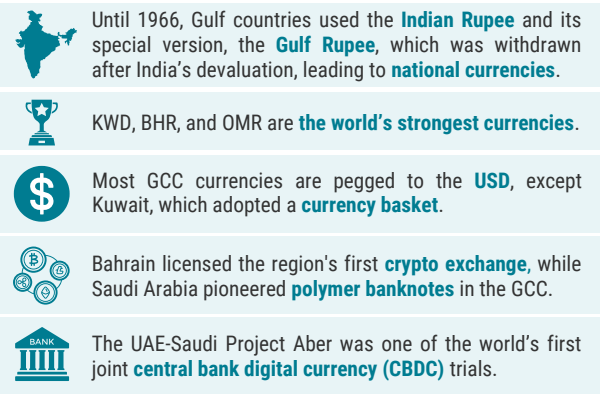 Until 1966, Gulf countries used the Indian Rupee and its
special version, the Gulf Rupee, which was withdrawn
after India's devaluation, leading to national currencies.
KWD, BHR, and OMR are the world's strongest currencies.
$
Most GCC currencies are pegged to the USD, except
Kuwait, which adopted a currency basket.
Bahrain licensed the region's first crypto exchange, while
Saudi Arabia pioneered polymer banknotes in the GCC.
BANK
The UAE-Saudi Project Aber was one of the world's first
joint central bank digital currency (CBDC) trials.